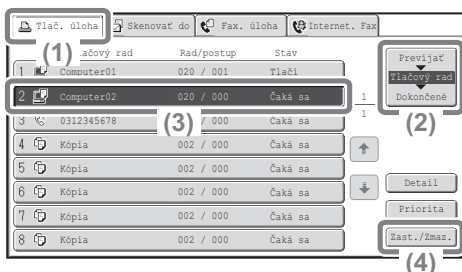 Tlač. úloha Skenovať do Fax. úloha Internet. Fax
(1) ačový rad Rad/postup Stav
1 Computer01 020 / 001 Tlačí
2 Computer02 020 / 000 Čaká sa
3 0312345678 002 / 000 Čaká sa
(3)
4 Kópia 002 / 000 Čaká sa
5 Kópia 002 / 000 Čaká sa
6 Kópia 002 / 000 Čaká sa
7 Kópia 002 / 000 Čaká sa
8 Kópia 002 / 000 Čaká sa
1
1
Prevíjať
Tlačový rad
Dokončené
(2)
Detail
Priorita
Zast./Zmaz.
(4)